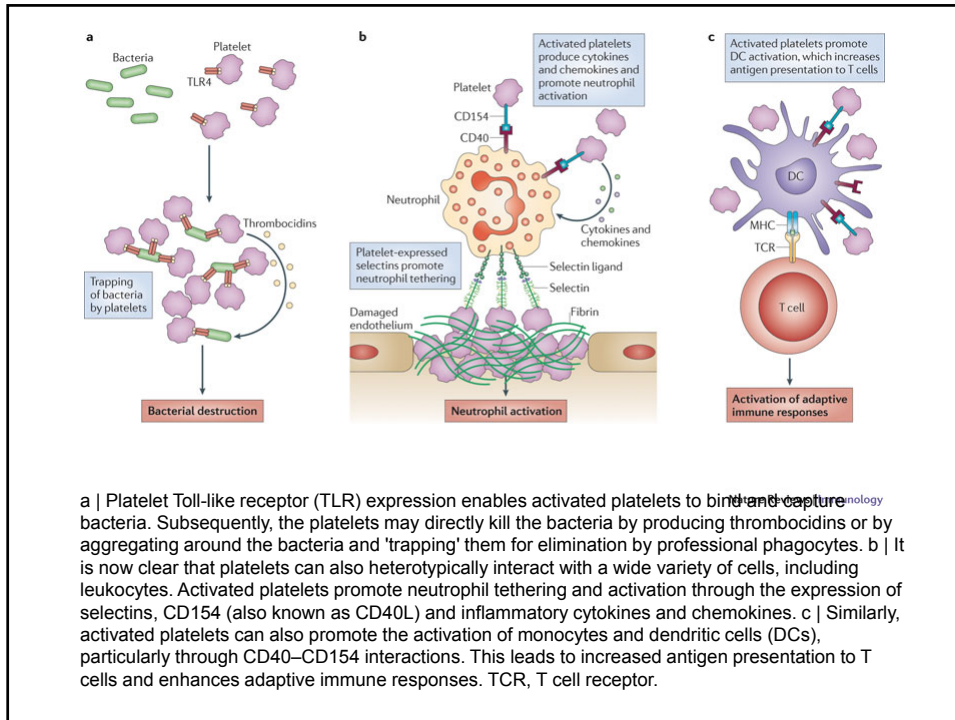 a
Bacteria
Platelet
TLR4
Thrombocidins
Trapping
of bacteria
by platelets
Bacterial destruction
b
Activated platelets
produce cytokines
and chemokines and
promote neutrophil
activation
Platelet
CD154
CD40
Neutrophil
Cytokines and
chemokines
Platelet-expressed
selectins promote
neutrophil tethering
Selectin ligand
Selectin
Damaged
endothelium
Fibrin
Neutrophil activation
c
Activated platelets promote
DC activation, which increases
antigen presentation to T cells
DC
MHC
TCR
T cell
Activation of adaptive
immune responses
Nature Reviews | Immunology
a | Platelet Toll-like receptor (TLR) expression enables activated platelets to bind and capture
bacteria. Subsequently, the platelets may directly kill the bacteria by producing thrombocidins or by
aggregating around the bacteria and 'trapping' them for elimination by professional phagocytes. b | It
is now clear that platelets can also heterotypically interact with a wide variety of cells, including
leukocytes. Activated platelets promote neutrophil tethering and activation through the expression of
selectins, CD154 (also known as CD40L) and inflammatory cytokines and chemokines. c | Similarly,
activated platelets can also promote the activation of monocytes and dendritic cells (DCs),
particularly through CD40–CD154 interactions. This leads to increased antigen presentation to T
cells and enhances adaptive immune responses. TCR, T cell receptor.